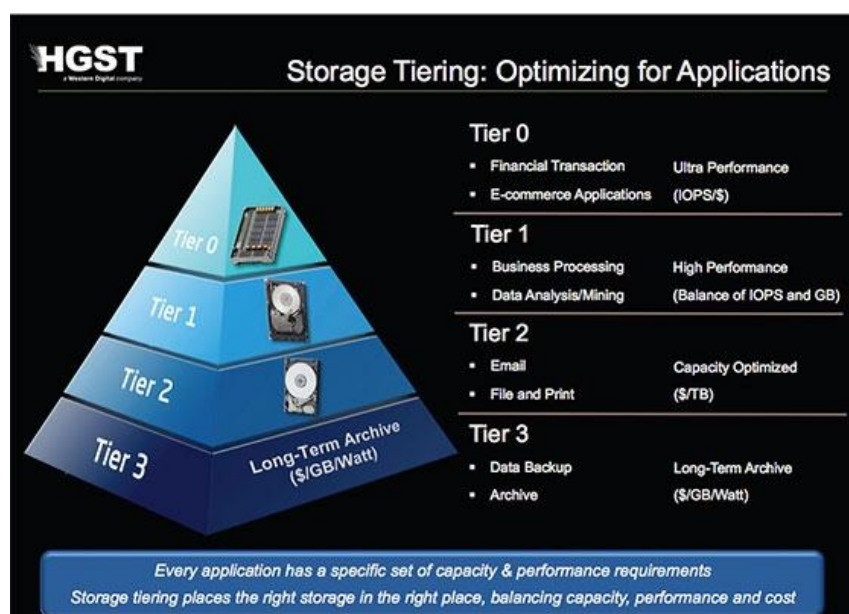 HGST
a Western Digital company
Storage Tiering: Optimizing for Applications
Tier 0
Tier 1
Tier 2
Tier 3
Long-Term Archive
($/GB/Watt)
Tier 0
▪ Financial Transaction Ultra Performance
▪ E-commerce Applications (IOPS/$)
Tier 1
▪ Business Processing High Performance
▪ Data Analysis/Mining (Balance of IOPS and GB)
Tier 2
▪ Email Capacity Optimized
▪ File and Print ($/TB)
Tier 3
▪ Data Backup Long-Term Archive
▪ Archive ($/GB/Watt)
Every application has a specific set of capacity & performance requirements
Storage tiering places the right storage in the right place, balancing capacity, performance and cost